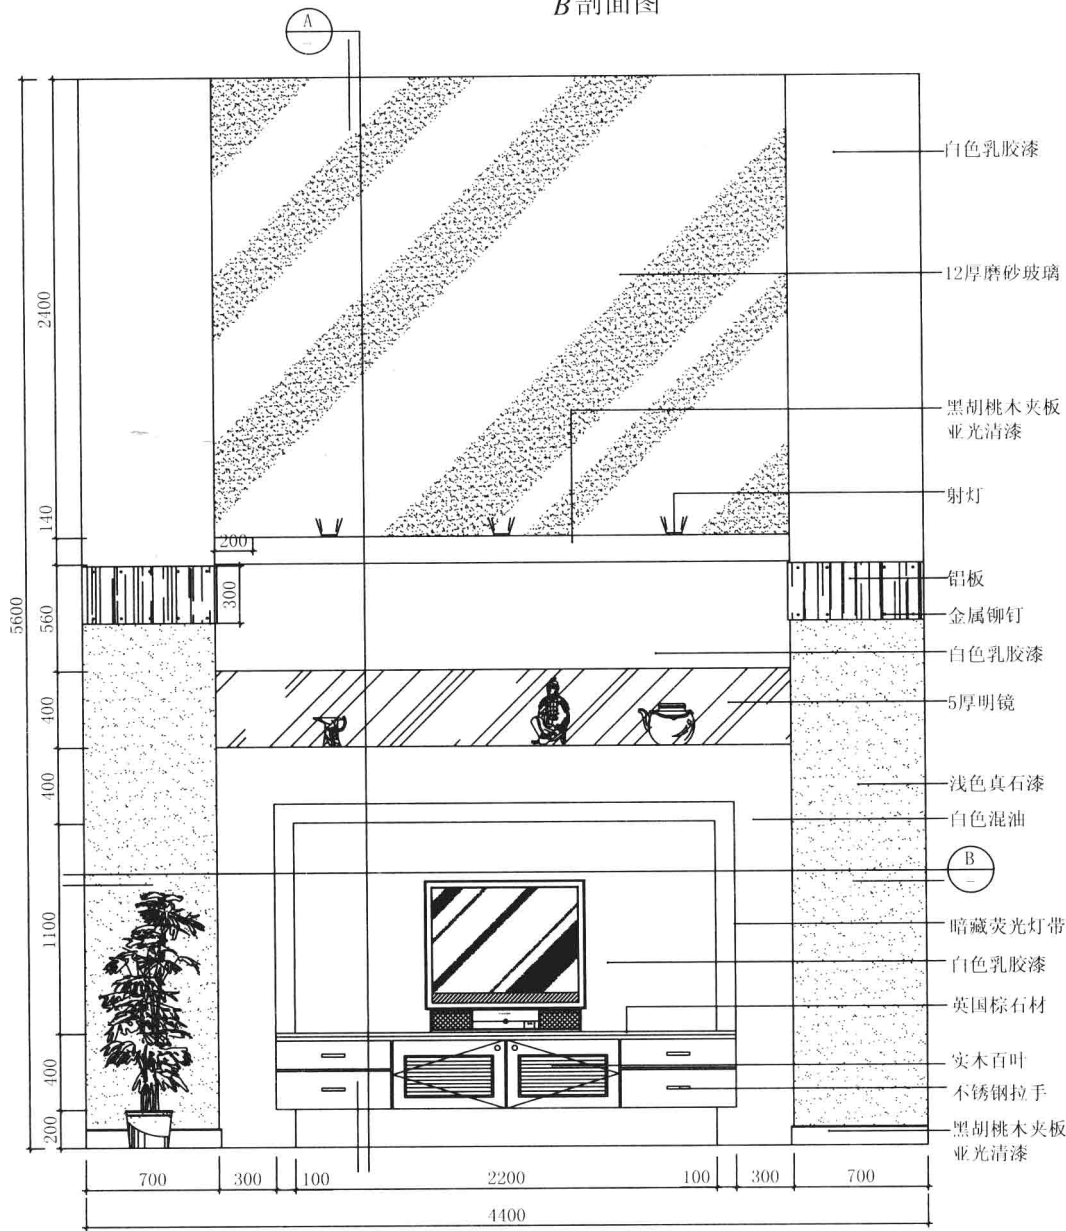 B剖面图
A
白色乳胶漆
12厚磨砂玻璃
2400
黑胡桃木夹板
亚光清漆
射灯
140
200
铝板
300
金属铆钉
5600
560
白色乳胶漆
400
5厚明镜
400
浅色真石漆
白色混油
B
1100
暗藏荧光灯带
白色乳胶漆
英国棕石材
400
实木百叶
不锈钢拉手
200
黑胡桃木夹板
亚光清漆
700 300 100 2200 100 300 700
4400